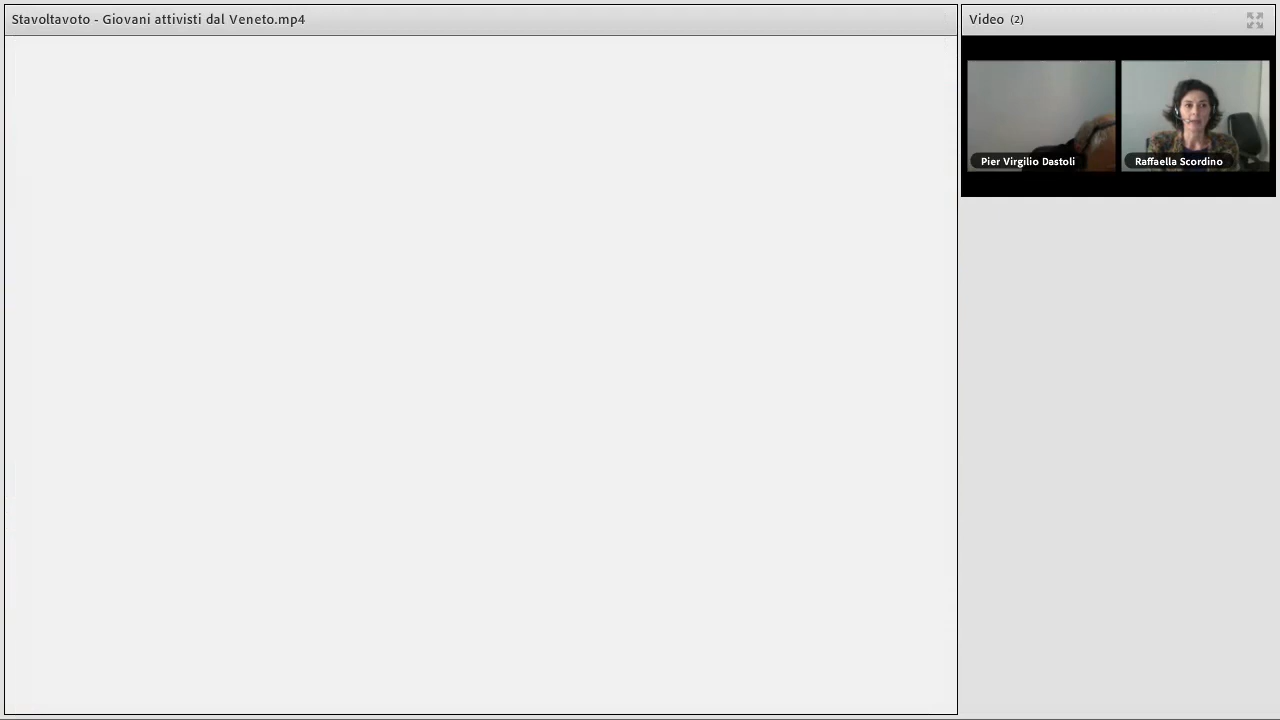 Stavoltavoto - Giovani attivisti dal Veneto.mp4
Video (2)
Pier Virgilio Dastoli
Raffaella Scordino